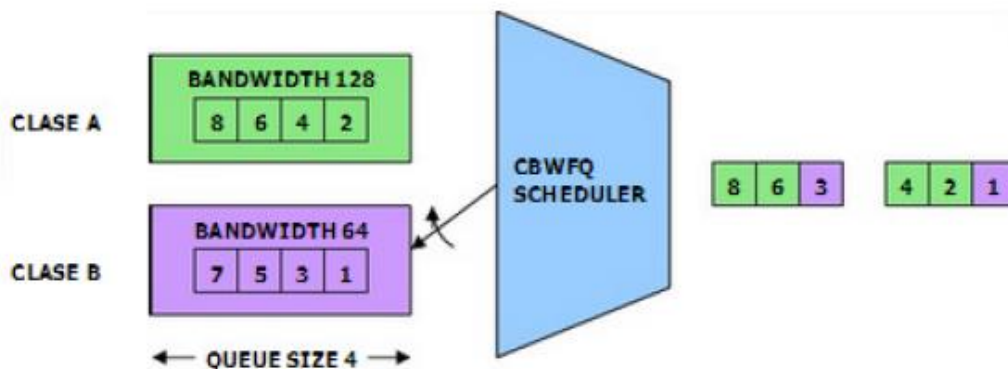 CLASE A
BANDWIDTH 128
8 6 4 2
CLASE B
BANDWIDTH 64
7 5 3 1
QUEUE SIZE 4
CBWFQ
SCHEDULER
8 6 3
4 2 1